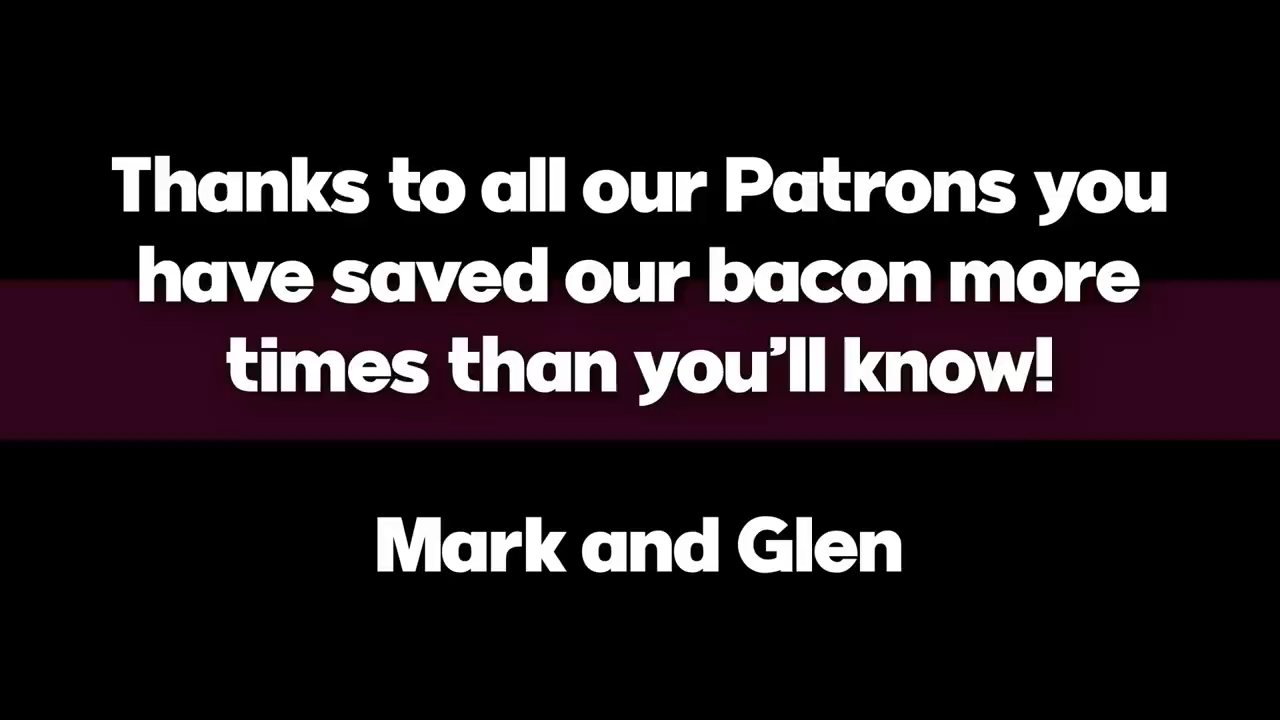 Thanks to all our Patrons you
have saved our bacon more
times than you’ll know!
Mark and Glen